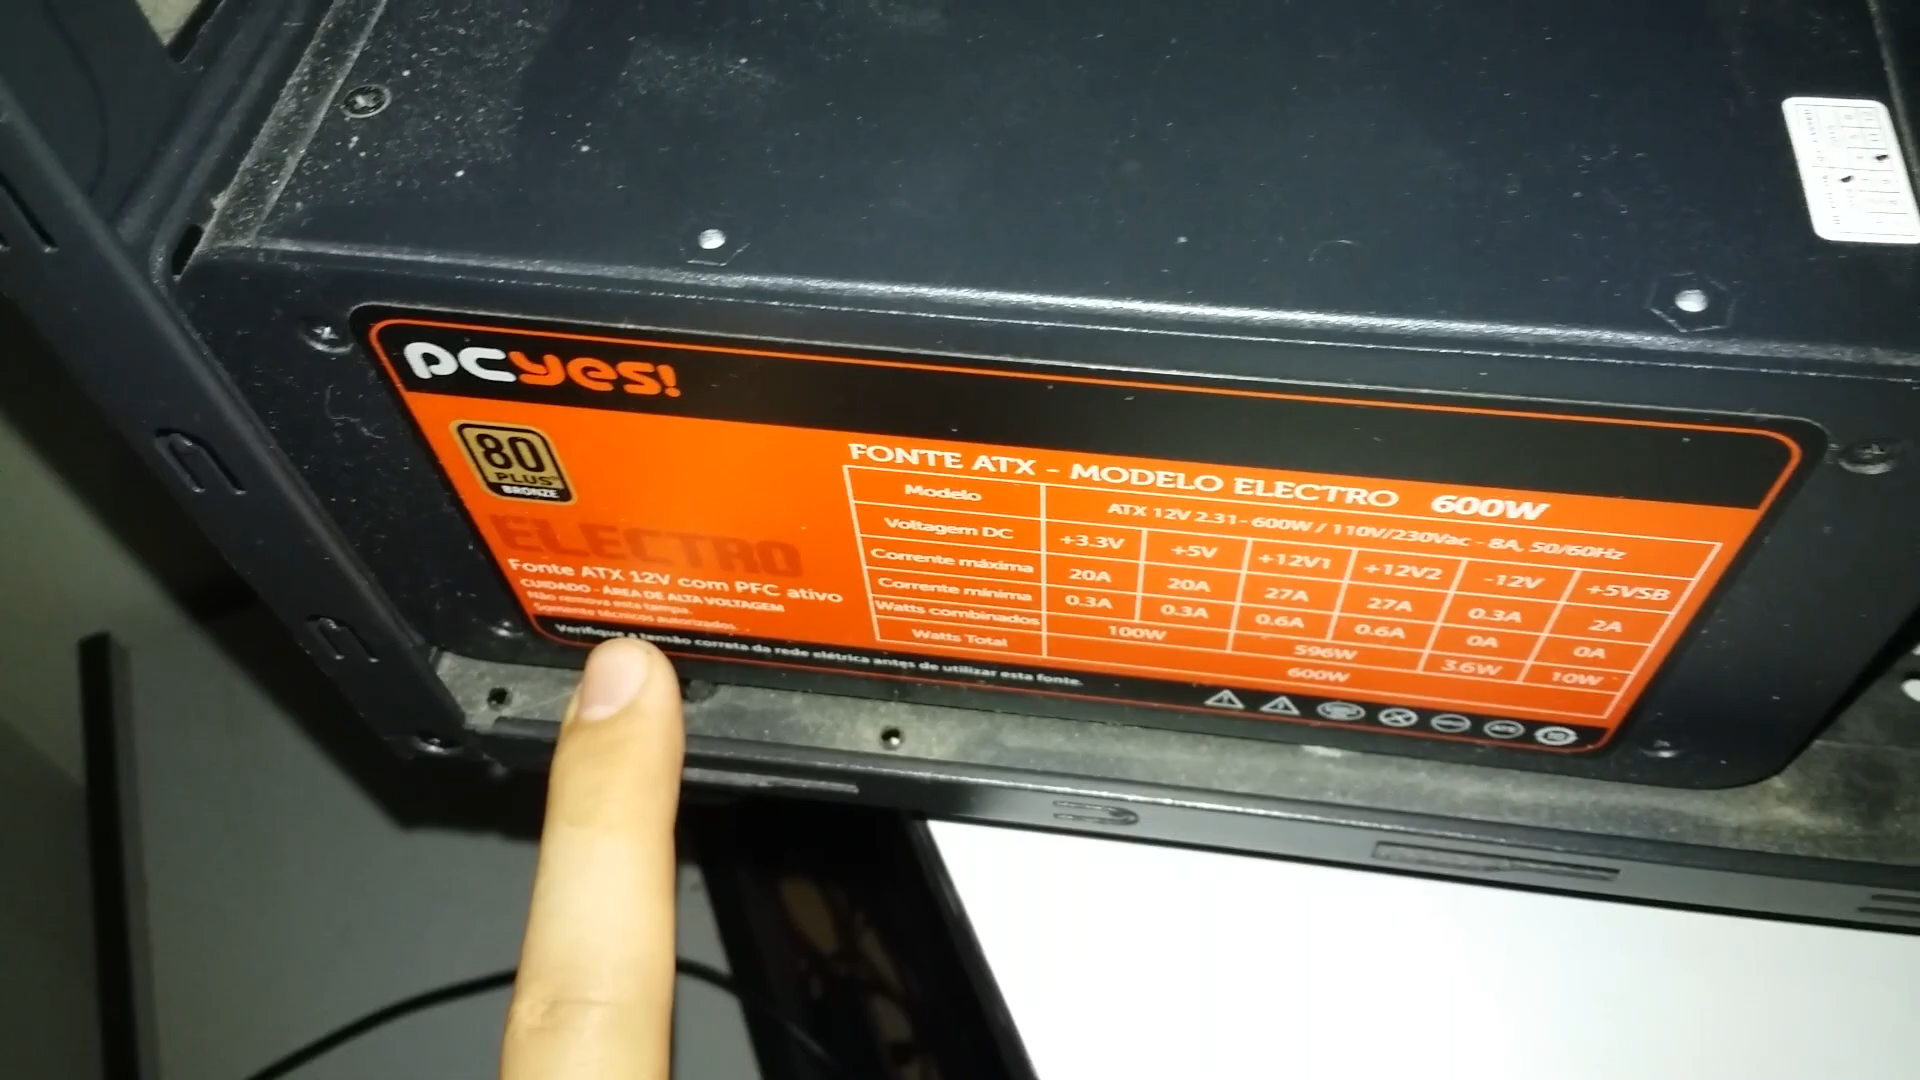 PCYES!
80
PLUS
BRONZE
ELECTRO
Fonte ATX 12V com PFC ativo
CUIDADO - ÁREA DE ALTA VOLTAGEM
Não remova esta tampa.
Somente técnicos autorizados.
Verifique a tensão correta da rede elétrica antes de utilizar esta fonte.
FONTE ATX - MODELO ELECTRO 600W
Modelo ATX 12V 2.31 - 600W / 110V/230Vac - 8A, 50/60Hz
Voltagem DC +3.3V +5V +12V1 +12V2 -12V +5VSB
Corrente máxima 20A 20A 27A 27A 0.3A 2A
Corrente mínima 0.3A 0.3A 0.6A 0.6A 0A 0A
Watts combinados 100W 596W 3.6W 10W
Watts Total 600W